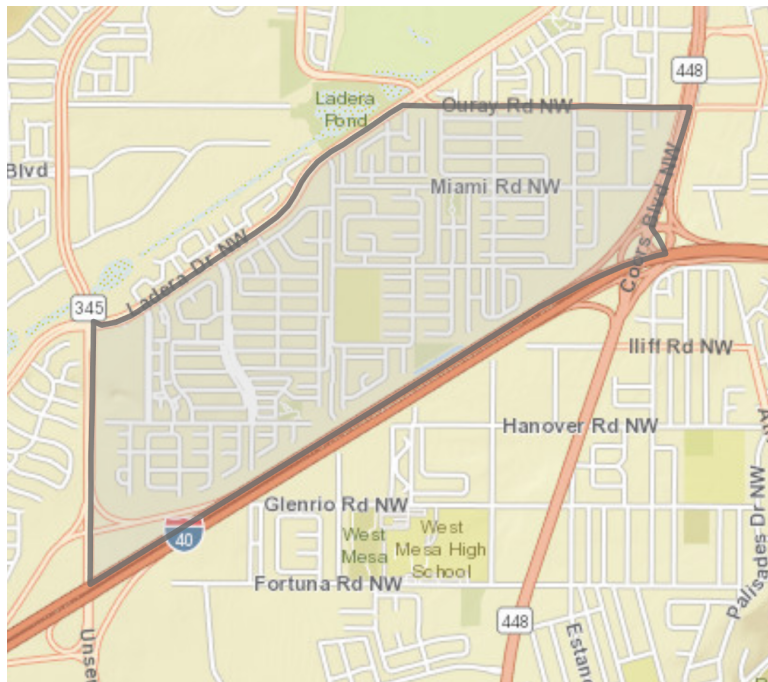 448
Ladera
Pond
Ouray Rd NW
Blvd
Miami Rd NW
Coors Blvd NW
Ladera Dr NW
345
Iliff Rd NW
Hanover Rd NW
Glenrio Rd NW
West
Mesa
West
Mesa High
School
40
Fortuna Rd NW
Palisades Dr NW
448